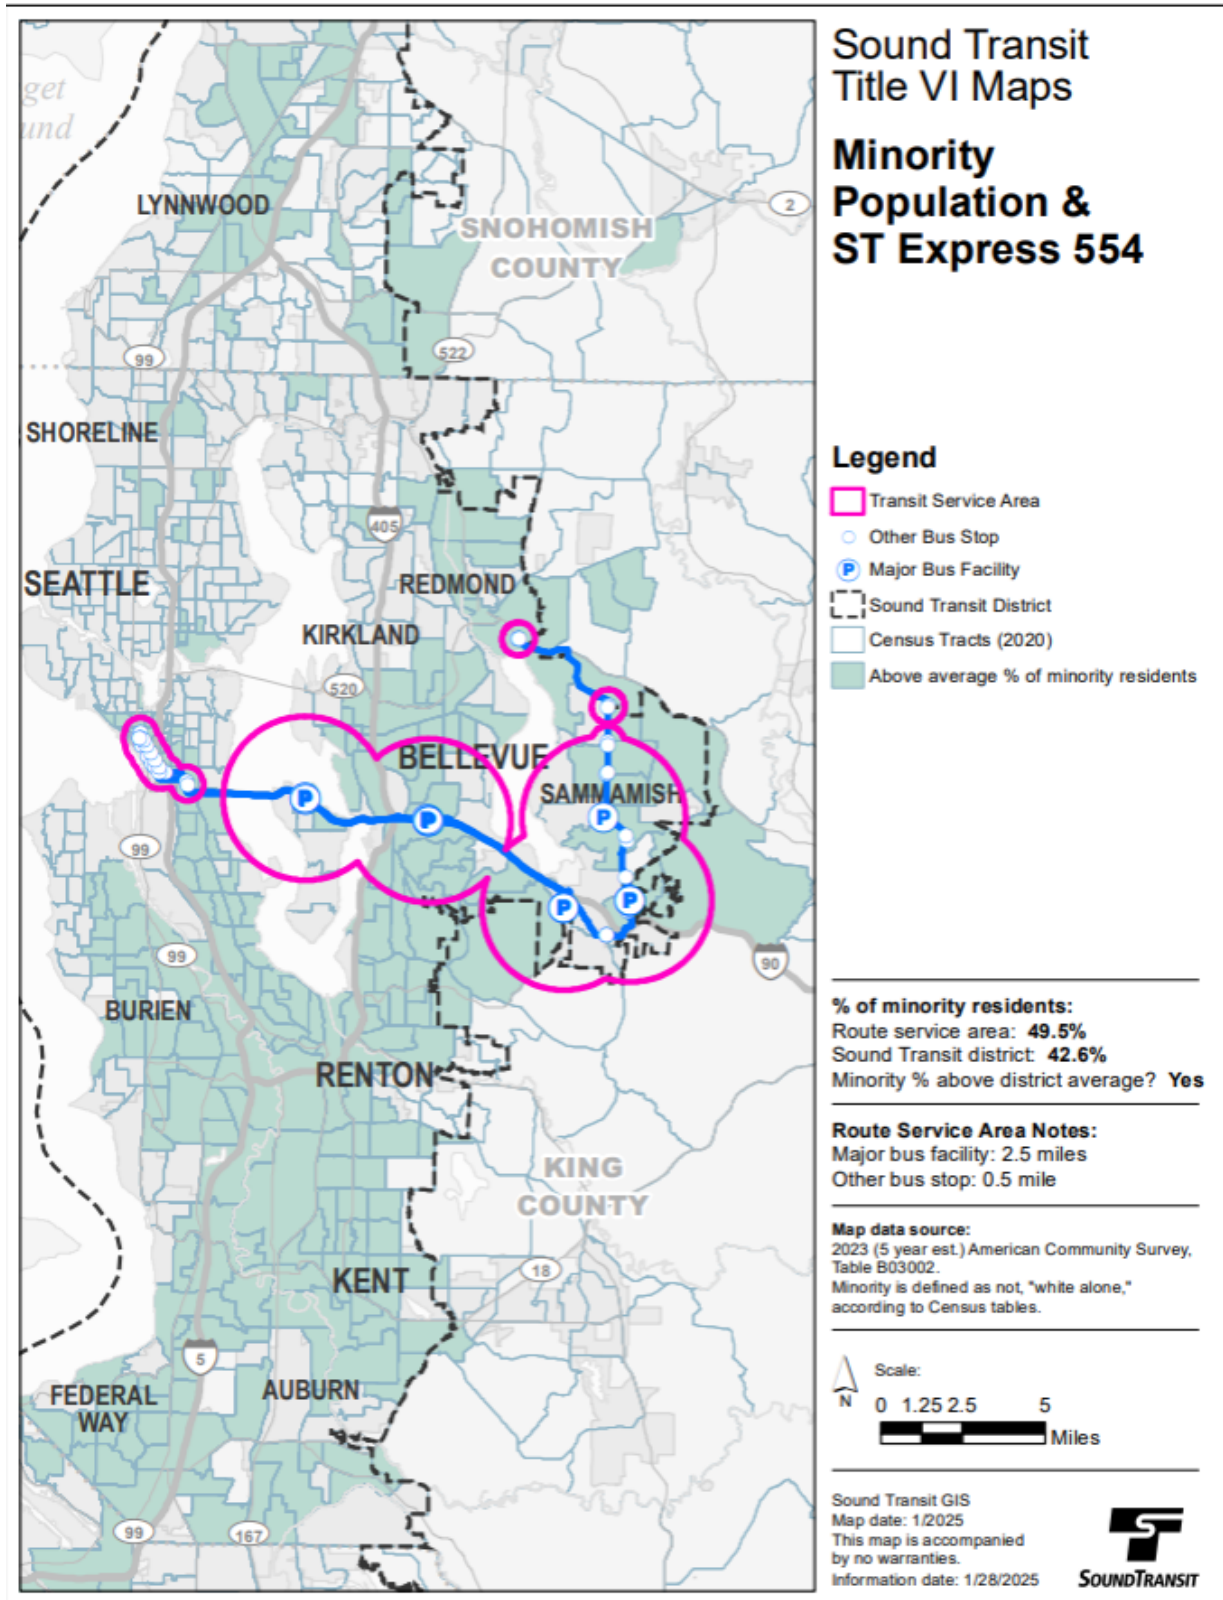 Sound Transit
Title VI Maps
Minority
Population &
ST Express 554
get
und
LYNNWOOD
2
SNOHOMISH
COUNTY
99
522
SHORELINE
405
SEATTLE
REDMOND
KIRKLAND
520
BELLEVUE
SAMMAMISH
P
P
P
P
P
99
99
90
BURIEN
RENTON
KING
COUNTY
18
KENT
5
FEDERAL
WAY
AUBURN
99
167
Legend
Transit Service Area
Other Bus Stop
P Major Bus Facility
Sound Transit District
Census Tracts (2020)
Above average % of minority residents
% of minority residents:
Route service area: 49.5%
Sound Transit district: 42.6%
Minority % above district average? Yes
Route Service Area Notes:
Major bus facility: 2.5 miles
Other bus stop: 0.5 mile
Map data source:
2023 (5 year est.) American Community Survey,
Table B03002.
Minority is defined as not, "white alone,"
according to Census tables.
N
Scale:
0 1.25 2.5 5
Miles
Sound Transit GIS
Map date: 1/2025
This map is accompanied
by no warranties.
Information date: 1/28/2025
SOUNDTRANSIT